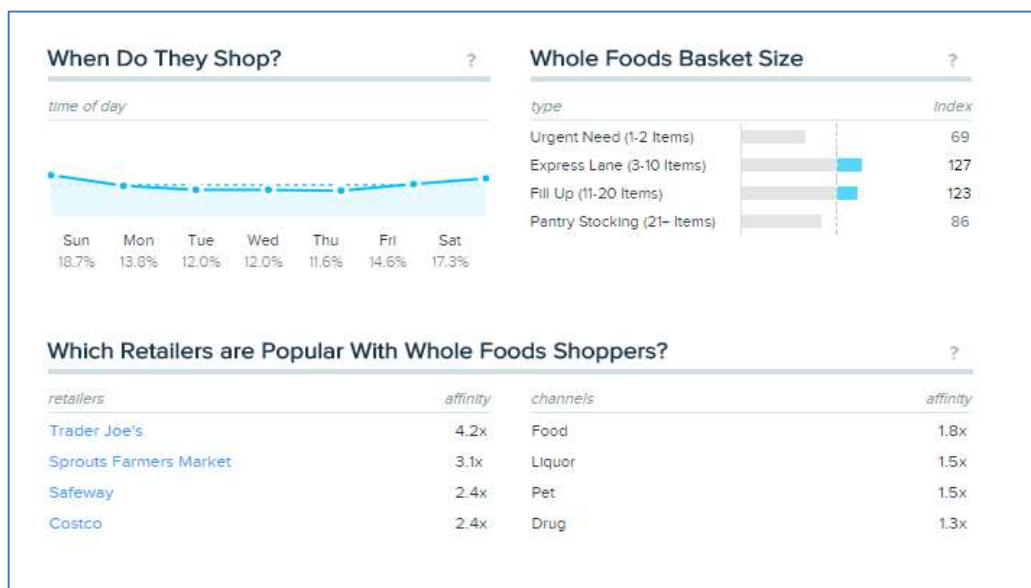 When Do They Shop? ?
time of day
Sun Mon Tue Wed Thu Fri Sat
18.7% 13.8% 12.0% 12.0% 11.6% 14.6% 17.3%
Whole Foods Basket Size ?
type Index
Urgent Need (1-2 Items) 69
Express Lane (3-10 Items) 127
Fill Up (11-20 Items) 123
Pantry Stocking (21+ Items) 86
Which Retailers are Popular With Whole Foods Shoppers? ?
retailers affinity
Trader Joe's 4.2x
Sprouts Farmers Market 3.1x
Safeway 2.4x
Costco 2.4x
channels affinity
Food 1.8x
Liquor 1.5x
Pet 1.5x
Drug 1.3x